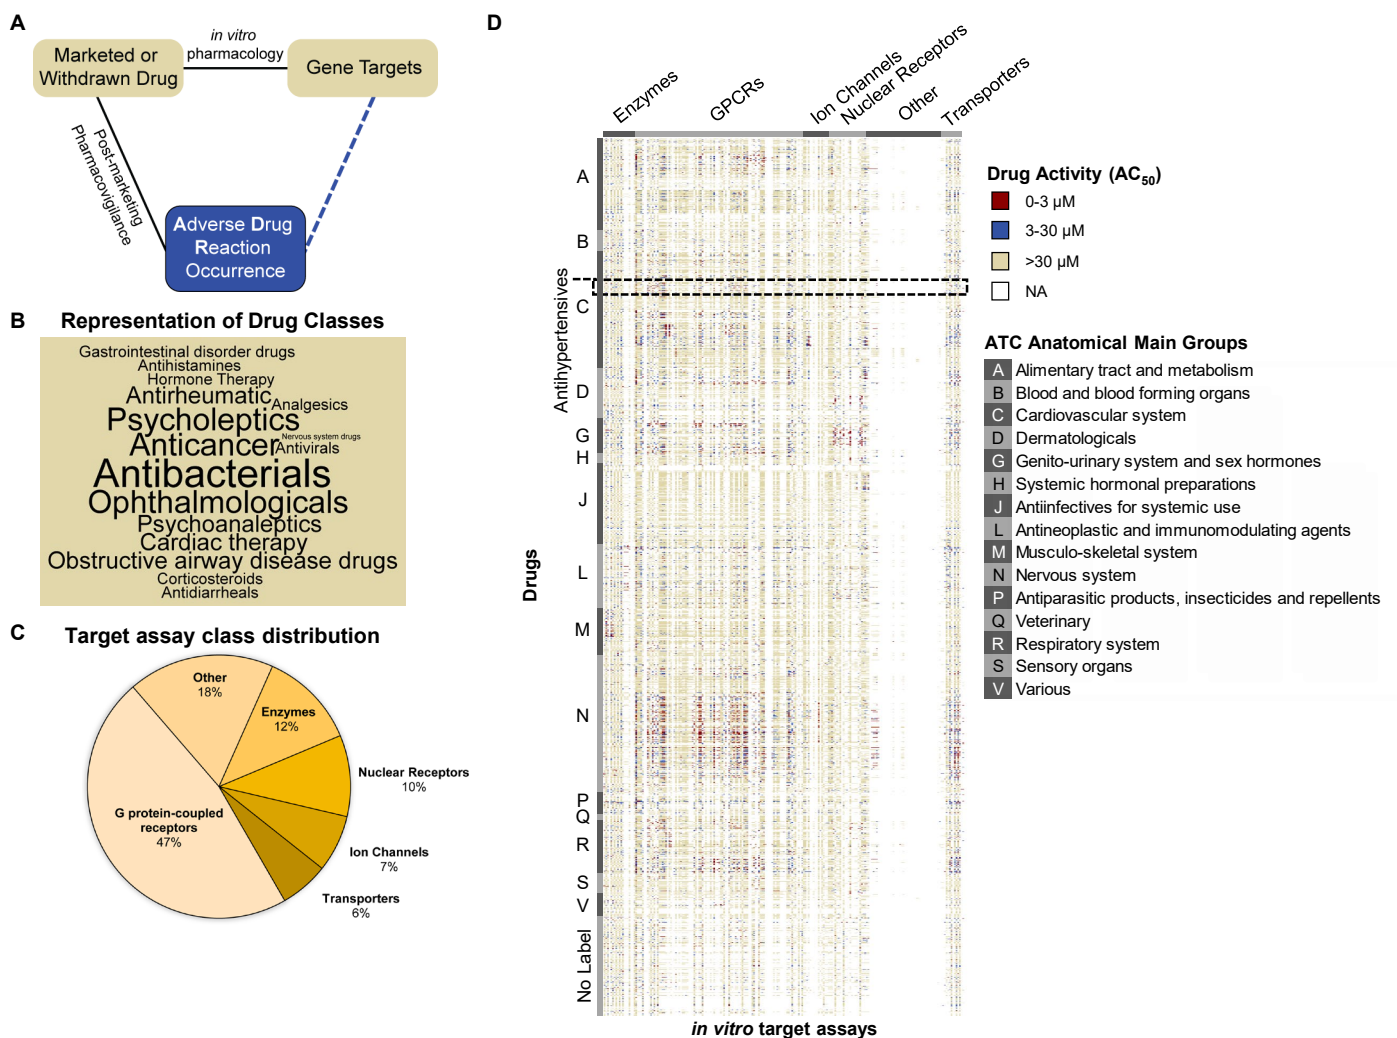 A
Marketed or
Withdrawn Drug
in vitro
pharmacology
Gene Targets
Post-marketing
Pharmacovigilance
Adverse Drug
Reaction
Occurrence
B
Representation of Drug Classes
Gastrointestinal disorder drugs
Antihistamines
Hormone Therapy
Antirheumatic
Analgesics
Psycholeptics
Anticancer
Nervous system drugs
Antivirals
Antibacterials
Ophthalmologicals
Psychoanaleptics
Cardiac therapy
Obstructive airway disease drugs
Corticosteroids
Antidiarrheals
C
Target assay class distribution
Other
18%
Enzymes
12%
Nuclear Receptors
10%
G protein-coupled
receptors
47%
Ion Channels
7%
Transporters
6%
D
Enzymes
GPCRs
Ion Channels
Nuclear Receptors
Other
Transporters
A
B
Antihypertensives
C
D
G
H
J
L
M
N
P
Q
R
S
V
No Label
Drugs
in vitro target assays
Drug Activity (AC50)
0-3 µM
3-30 µM
>30 µM
NA
ATC Anatomical Main Groups
A Alimentary tract and metabolism
B Blood and blood forming organs
C Cardiovascular system
D Dermatologicals
G Genito-urinary system and sex hormones
H Systemic hormonal preparations
J Antiinfectives for systemic use
L Antineoplastic and immunomodulating agents
M Musculo-skeletal system
N Nervous system
P Antiparasitic products, insecticides and repellents
Q Veterinary
R Respiratory system
S Sensory organs
V Various